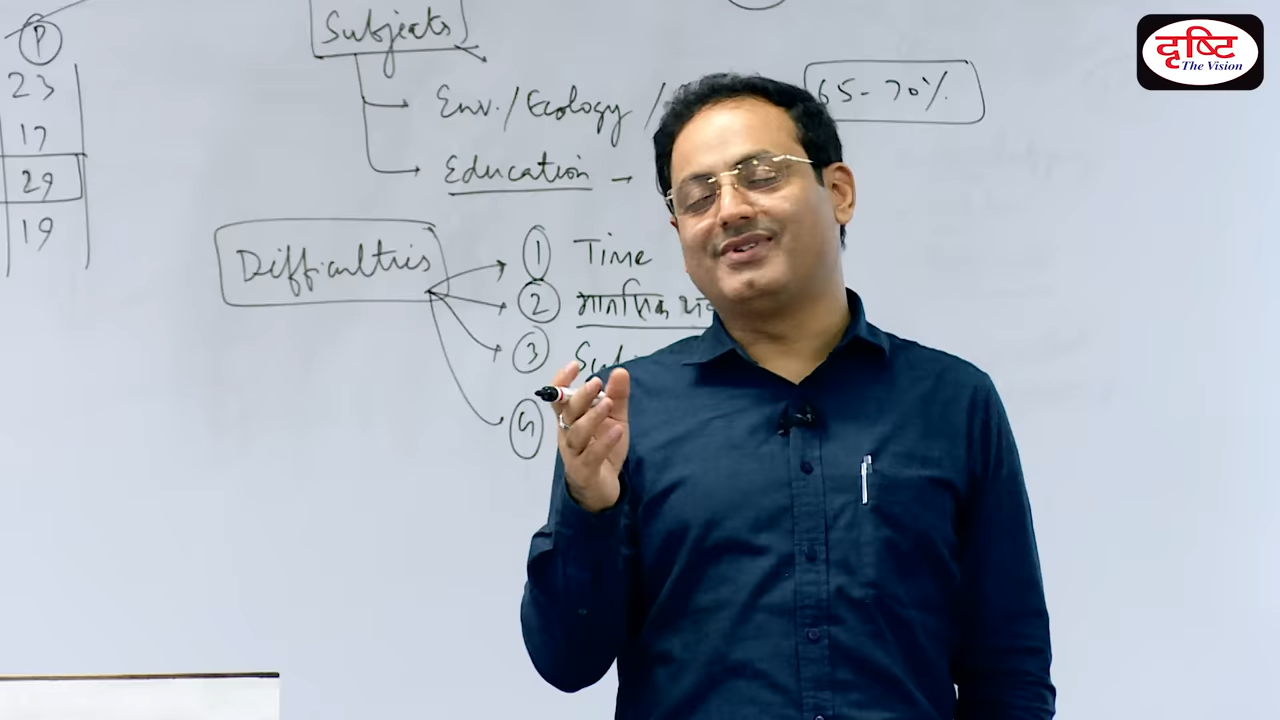 दृष्टि
The Vision
P
23
17
29
19
Subjects
Env. / Ecology /
65-70%
Education →
Difficulties
1 Time
2 मानसिक
3
4